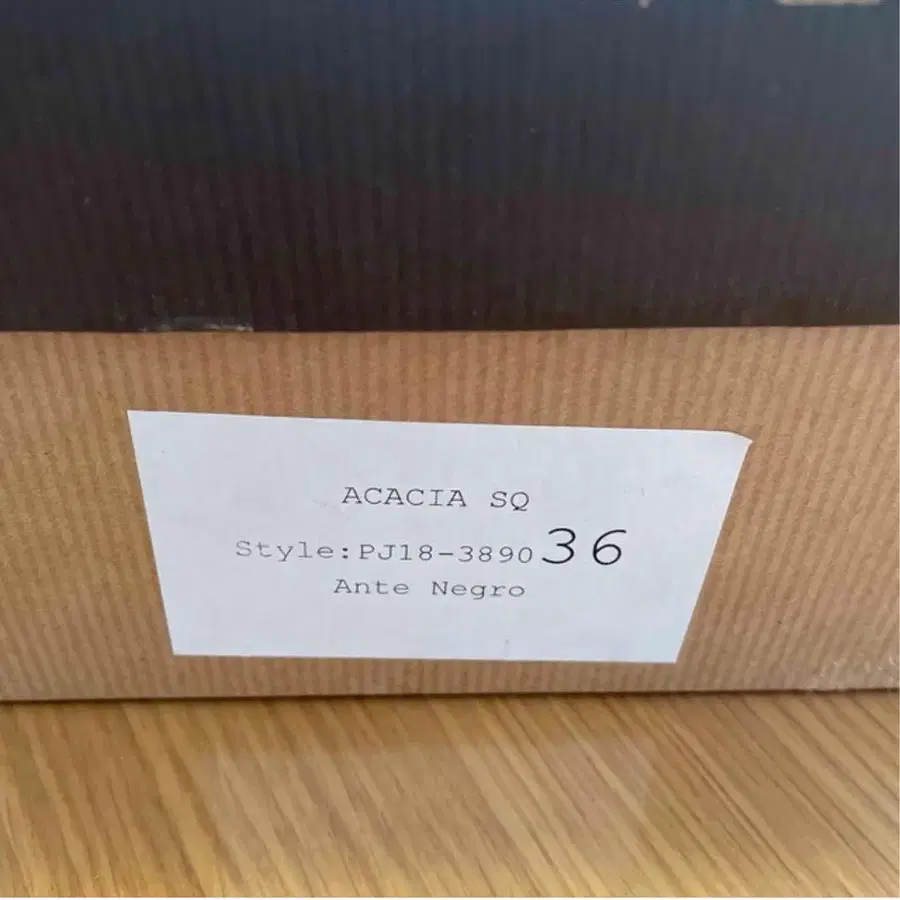 ACACIA SQ
Style:PJ18-3890 36
Ante Negro